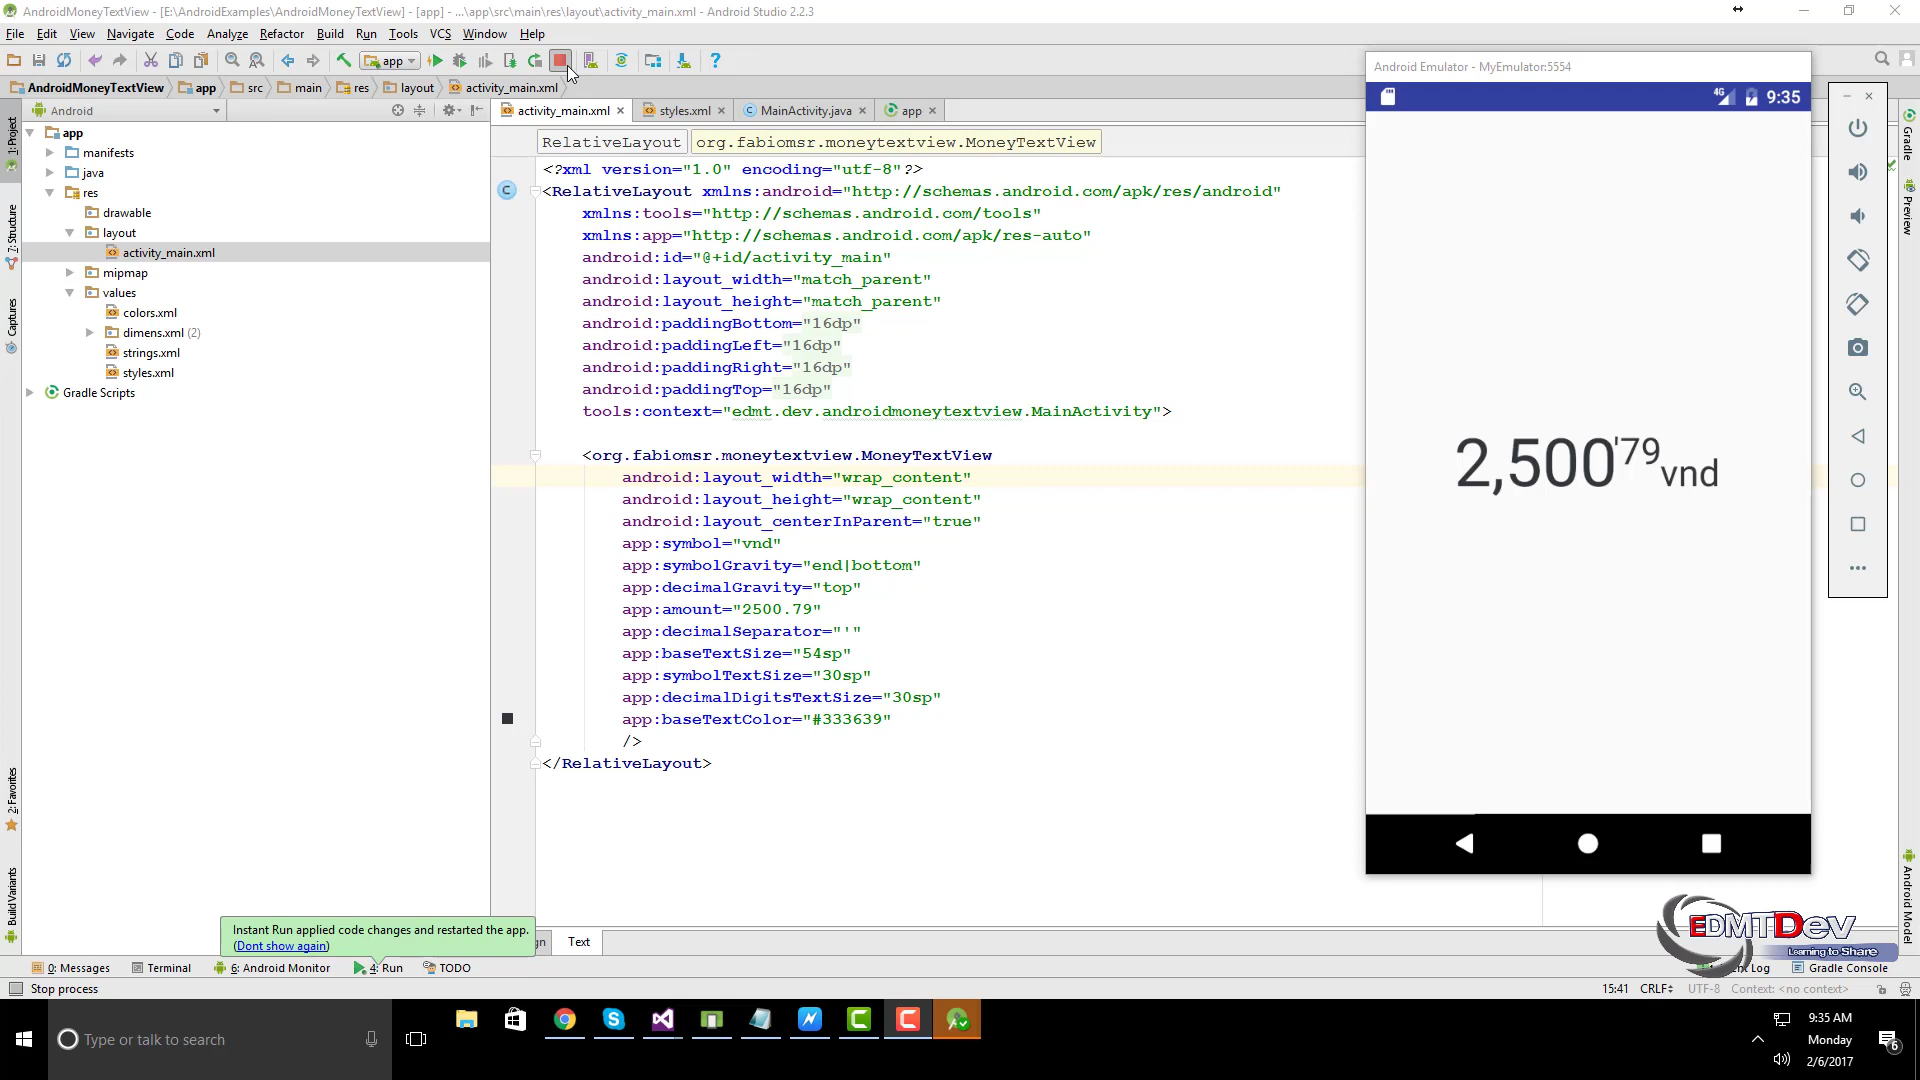 AndroidMoneyTextView - [E:\AndroidExamples\AndroidMoneyTextView] - [app] - ...\app\src\main\res\layout\activity_main.xml - Android Studio 2.2.3
File Edit View Navigate Code Analyze Refactor Build Run Tools VCS Window Help
app
AndroidMoneyTextView app src main res layout activity_main.xml
Android
activity_main.xml styles.xml MainActivity.java app
RelativeLayout org.fabiomsr.moneytextview.MoneyTextView
1: Project
7: Structure
Captures
2: Favorites
Build Variants
app
manifests
java
res
drawable
layout
activity_main.xml
mipmap
values
colors.xml
dimens.xml (2)
strings.xml
styles.xml
Gradle Scripts
<?xml version="1.0" encoding="utf-8"?>
<RelativeLayout xmlns:android="http://schemas.android.com/apk/res/android"
xmlns:tools="http://schemas.android.com/tools"
xmlns:app="http://schemas.android.com/apk/res-auto"
android:id="@+id/activity_main"
android:layout_width="match_parent"
android:layout_height="match_parent"
android:paddingBottom="16dp"
android:paddingLeft="16dp"
android:paddingRight="16dp"
android:paddingTop="16dp"
tools:context="edmt.dev.androidmoneytextview.MainActivity">
<org.fabiomsr.moneytextview.MoneyTextView
android:layout_width="wrap_content"
android:layout_height="wrap_content"
android:layout_centerInParent="true"
app:symbol="vnd"
app:symbolGravity="end|bottom"
app:decimalGravity="top"
app:amount="2500.79"
app:decimalSeparator="'"
app:baseTextSize="54sp"
app:symbolTextSize="30sp"
app:decimalDigitsTextSize="30sp"
app:baseTextColor="#333639"
/>
</RelativeLayout>
Android Emulator - MyEmulator:5554
4G 9:35
2,500'79vnd
Gradle
Preview
Android Model
EDMTDev
Learning to Share
Instant Run applied code changes and restarted the app.
(Dont show again)
Text
0: Messages Terminal 6: Android Monitor 4: Run TODO
Log Gradle Console
Stop process
15:41 CRLF UTF-8 Context: <no context>
Type or talk to search
9:35 AM
Monday
2/6/2017
6